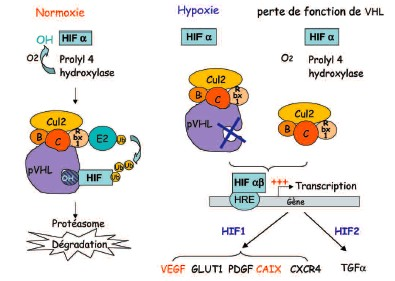 Normoxie
OH HIF α
O2 Prolyl 4
hydroxylase
Cul2
B C R
bx
1 E2 Ub
pVHL
Ub
Ub
OH HIF Ub
Protéasome
Dégradation
Hypoxie
HIF α
Cul2
B C R
bx
1
pVHL
perte de fonction de VHL
HIF α
O2 Prolyl 4
hydroxylase
Cul2
B C R
bx
1
HIF αβ +++
Transcription
HRE Gène
HIF1 HIF2
VEGF GLUT1 PDGF CAIX CXCR4 TGFα